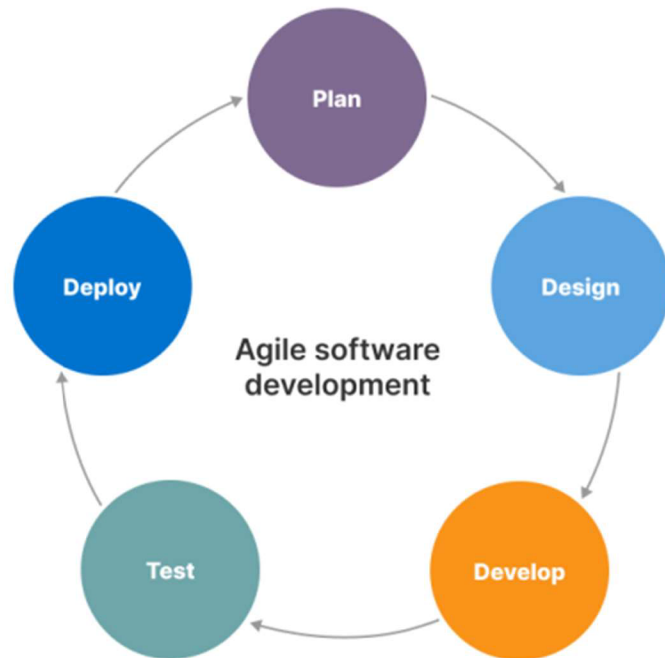 Plan
Design
Develop
Test
Deploy
Agile software
development